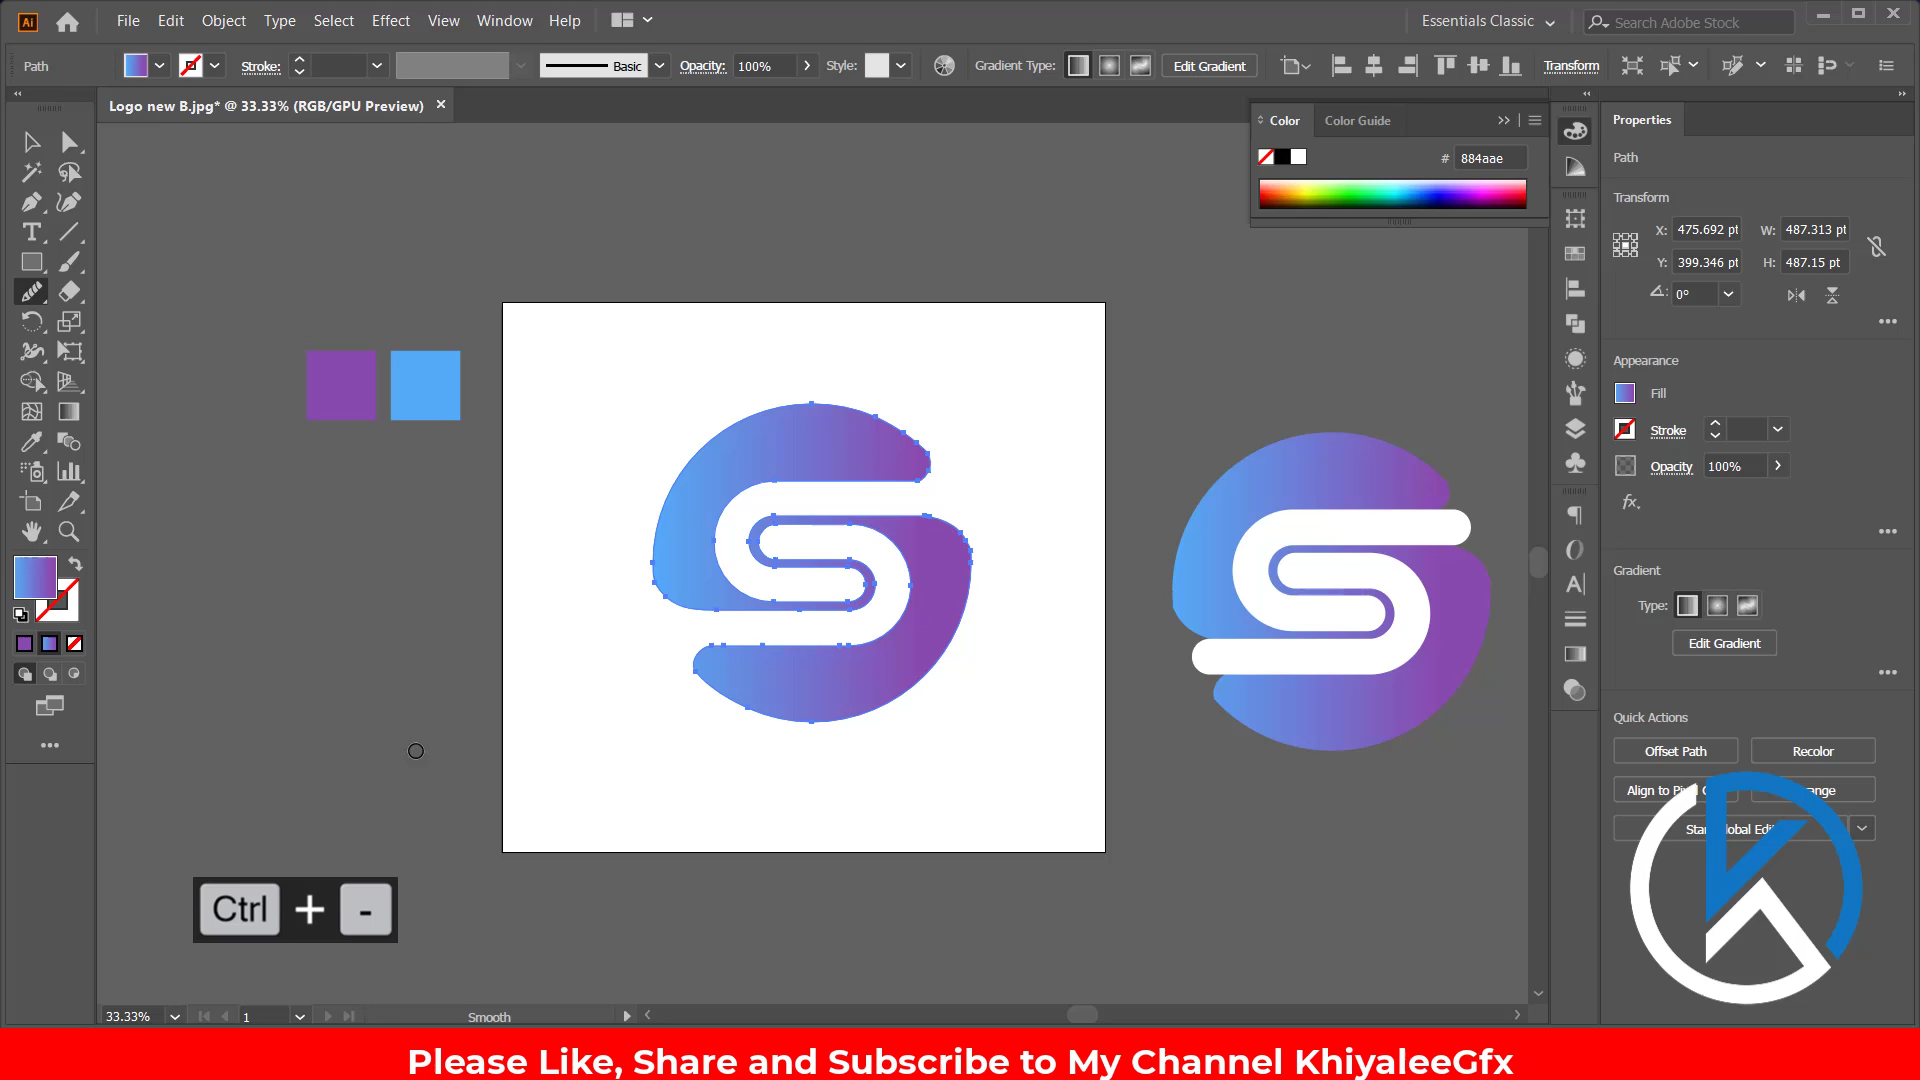 Ai
File Edit Object Type Select Effect View Window Help
Essentials Classic
Search Adobe Stock
Path
Stroke:
Basic
Opacity:
100%
Style:
Gradient Type:
Edit Gradient
Transform
Logo new B.jpg* @ 33.33% (RGB/GPU Preview)
Color
Color Guide
# 884aae
Properties
Path
Transform
X: 475.692 pt W: 487.313 pt
Y: 399.346 pt H: 487.15 pt
0°
Appearance
Fill
Stroke
Opacity 100%
fx.
Gradient
Type:
Edit Gradient
Quick Actions
Offset Path
Recolor
Align to
Ctrl + -
33.33%
1
Smooth
Please Like, Share and Subscribe to My Channel KhiyaleeGfx